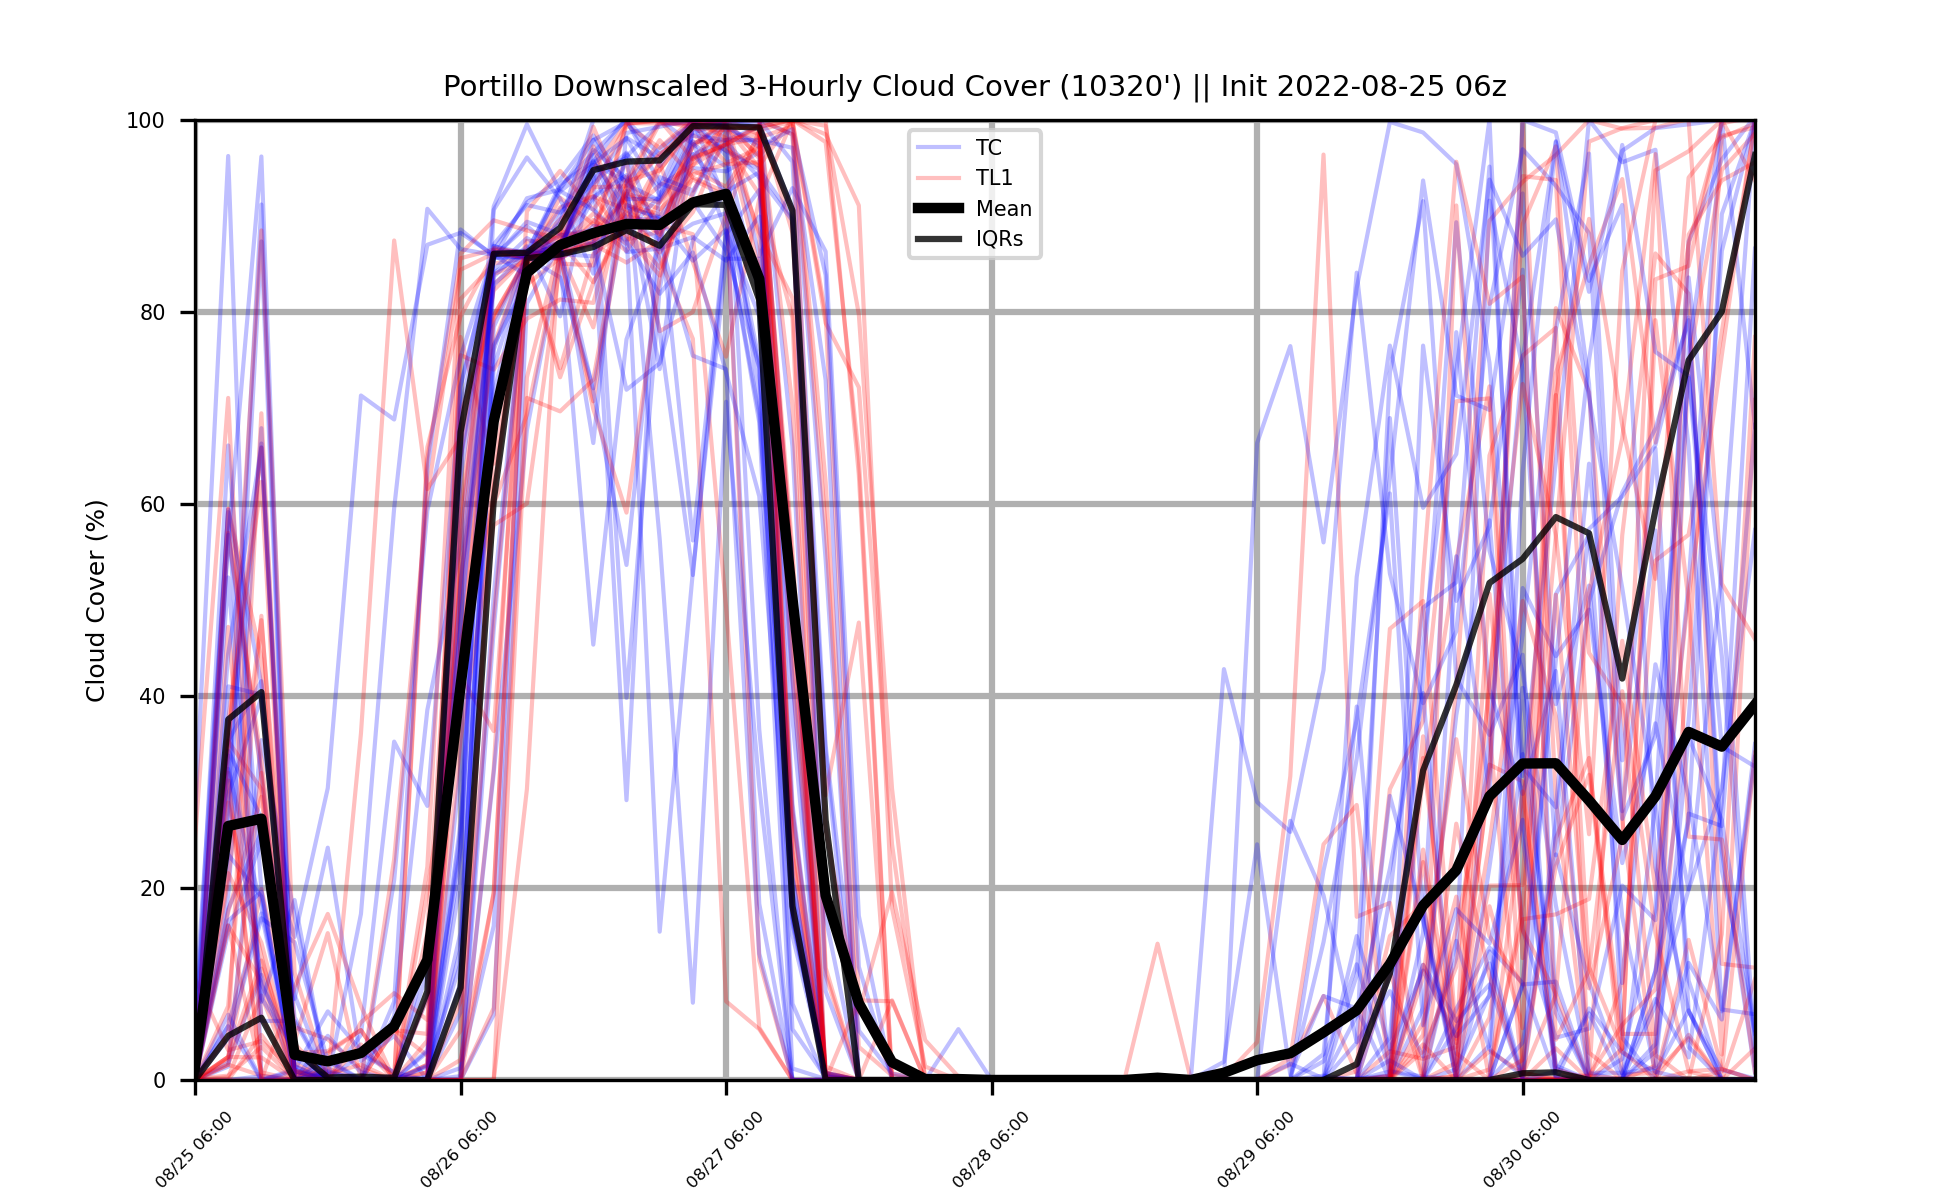 Portillo Downscaled 3-Hourly Cloud Cover (10320') || Init 2022-08-25 06z
Cloud Cover (%)
100
80
60
40
20
0
TC
TL1
Mean
IQRs
08/25 06:00
08/26 06:00
08/27 06:00
08/28 06:00
08/29 06:00
08/30 06:00